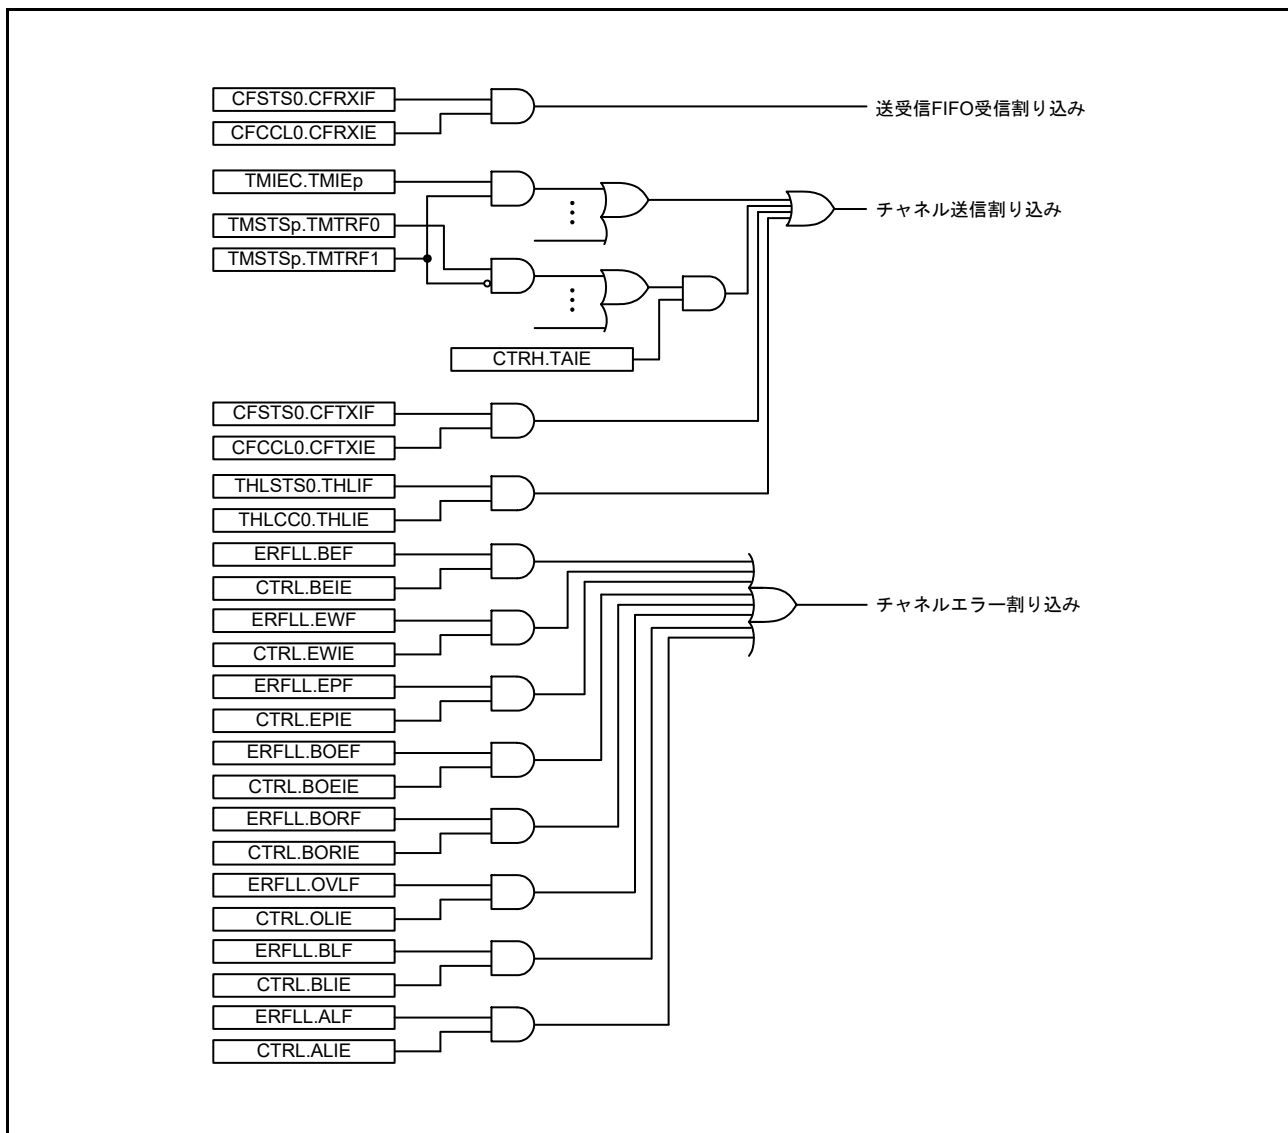 CFSTS0.CFRXIF
CFCCL0.CFRXIE
送受信FIFO受信割り込み
TMIEC.TMIEp
TMSTSp.TMTRF0
TMSTSp.TMTRF1
チャネル送信割り込み
CTRH.TAIE
CFSTS0.CFTXIF
CFCCL0.CFTXIE
THLSTS0.THLIF
THLCC0.THLIE
ERFLL.BEF
CTRL.BEIE
ERFLL.EWF
CTRL.EWIE
チャネルエラー割り込み
ERFLL.EPF
CTRL.EPIE
ERFLL.BOEF
CTRL.BOEIE
ERFLL.BORF
CTRL.BORIE
ERFLL.OVLF
CTRL.OLIE
ERFLL.BLF
CTRL.BLIE
ERFLL.ALF
CTRL.ALIE